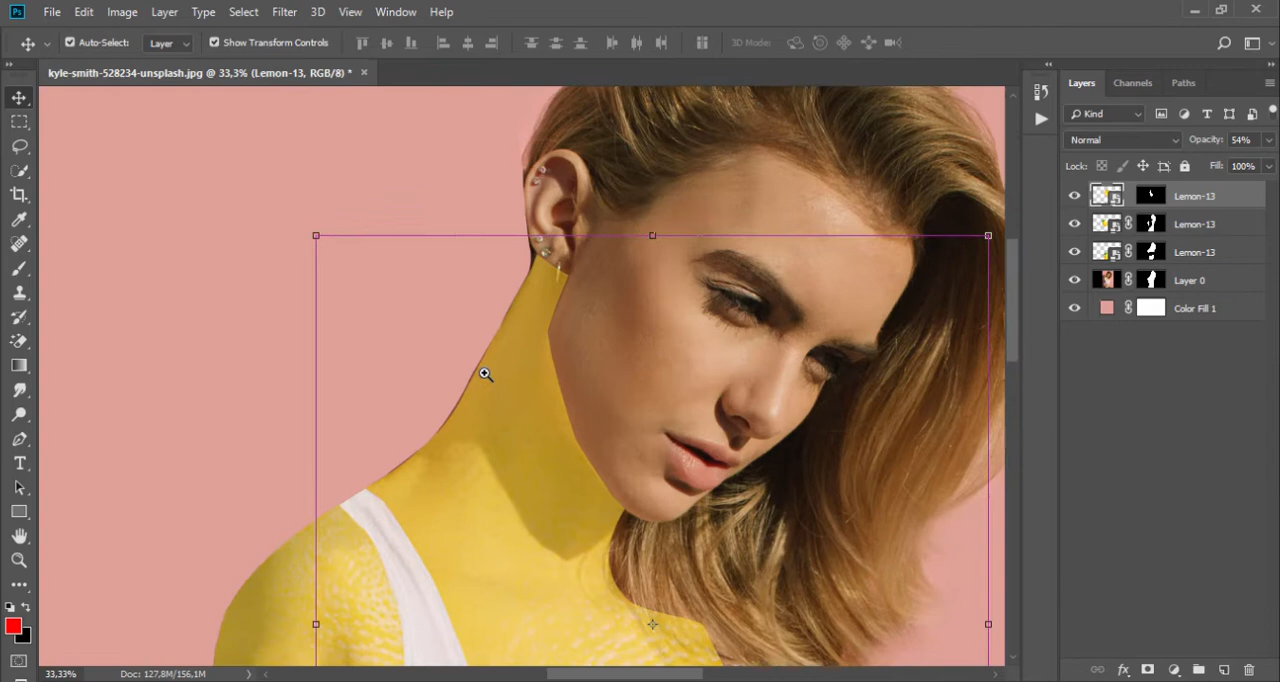 Ps File Edit Image Layer Type Select Filter 3D View Window Help
Auto-Select: Layer Show Transform Controls 3D Mode:
kyle-smith-528234-unsplash.jpg @ 33,3% (Lemon-13, RGB/8) *
Layers Channels Paths
Kind
Normal Opacity: 54%
Lock: Fill: 100%
Lemon-13
Lemon-13
Lemon-13
Layer 0
Color Fill 1
33,33% Doc: 127,8M/156,1M